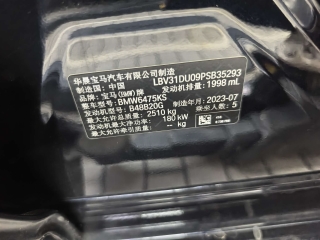 华晨宝马汽车有限公司制造
制造国：中国 LBV31DU09PSB35293
品牌：宝马(BMW)牌 发动机排量：1998 mL
整车型号：BMW6475KS
发动机型号：B48B20G 制造年月：2023-07
最大允许总质量：2510 kg 乘坐人数：5
发动机最大净功率：180 kW
最大允许牵引质量：-- kg